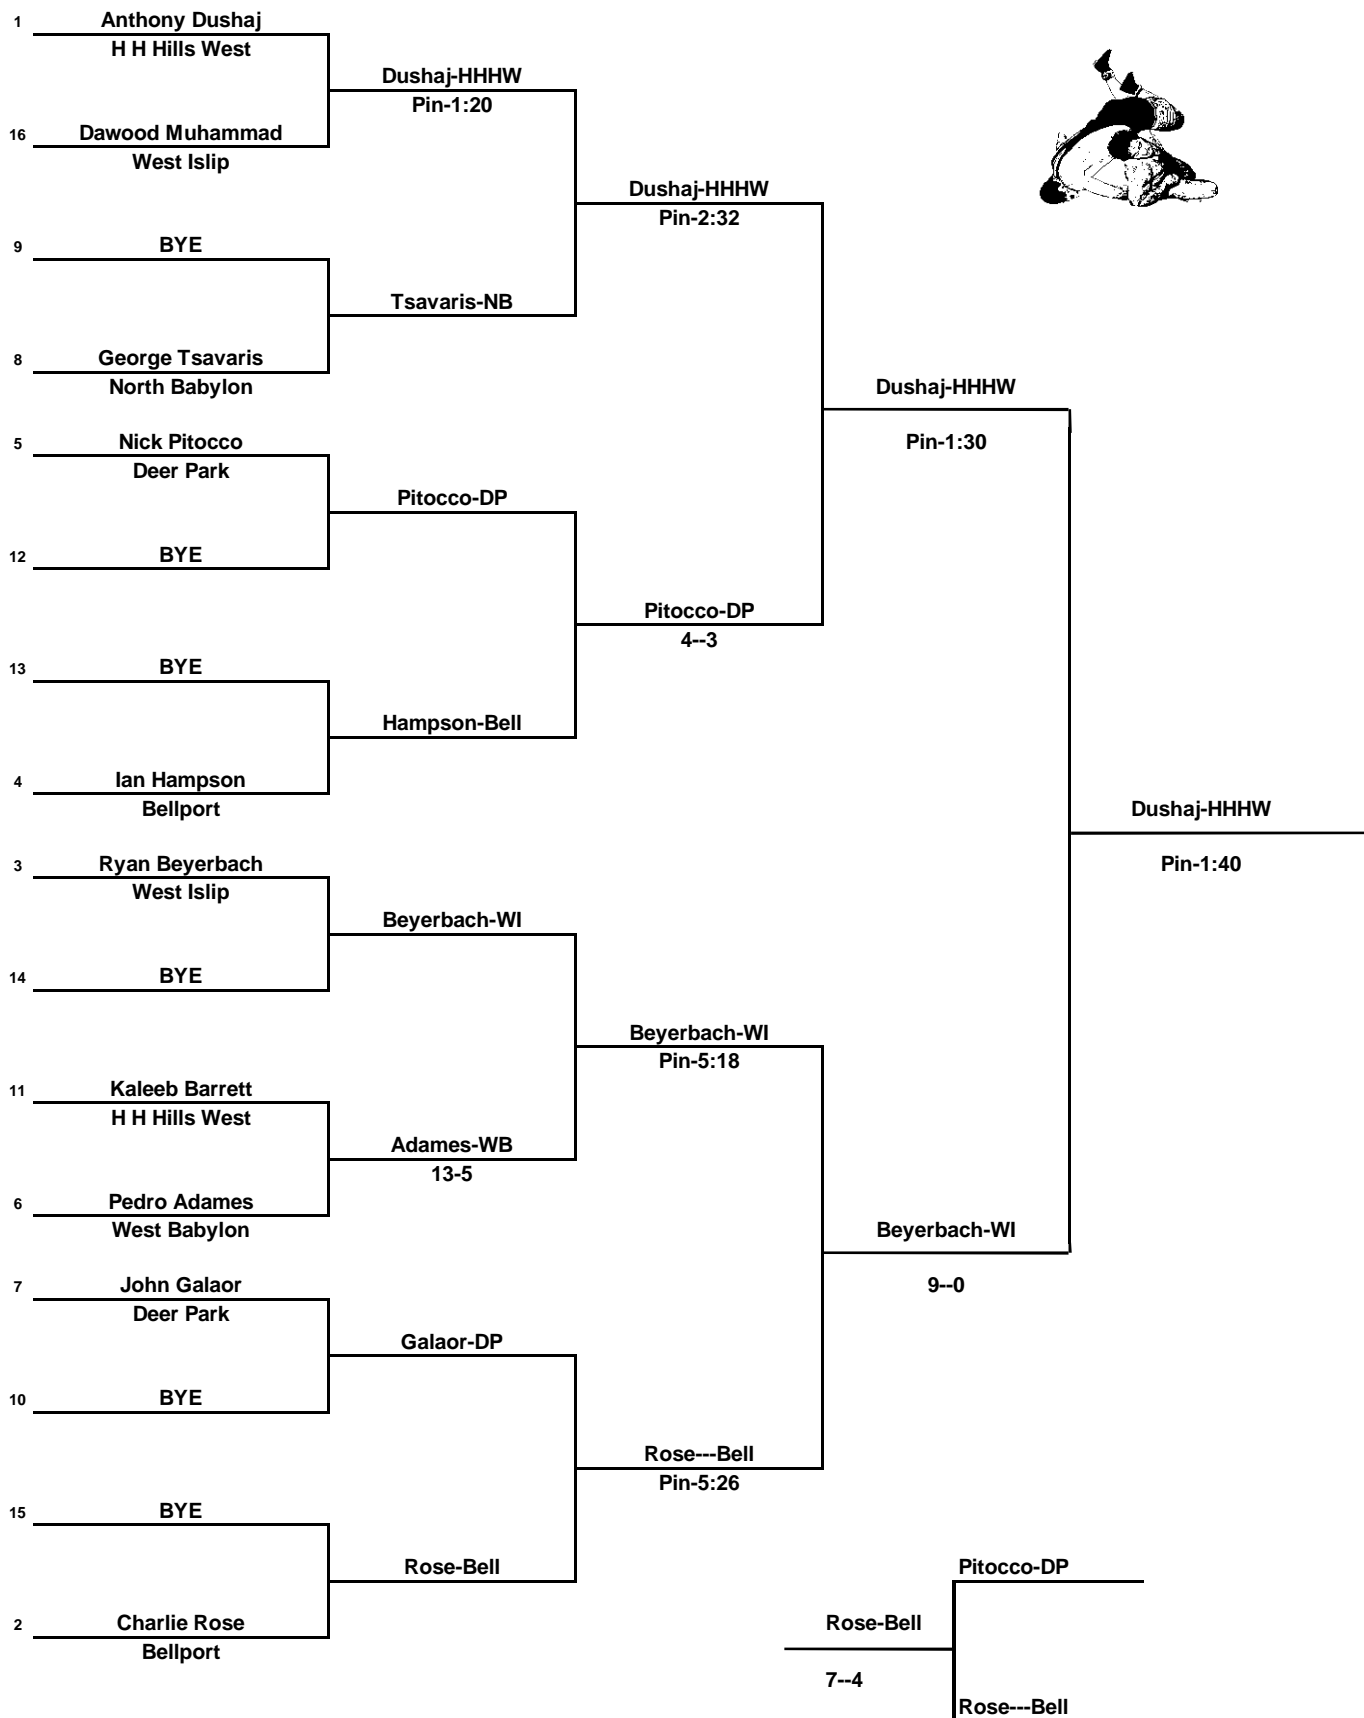 1
Anthony Dushaj
H H Hills West
Dushaj-HHHW
Pin-1:20
16
Dawood Muhammad
West Islip
Dushaj-HHHW
Pin-2:32
9
BYE
Tsavaris-NB
8
George Tsavaris
North Babylon
Dushaj-HHHW
Pin-1:30
5
Nick Pitocco
Deer Park
Pitocco-DP
12
BYE
Pitocco-DP
4--3
13
BYE
Hampson-Bell
4
Ian Hampson
Bellport
Dushaj-HHHW
Pin-1:40
3
Ryan Beyerbach
West Islip
Beyerbach-WI
14
BYE
Beyerbach-WI
Pin-5:18
11
Kaleeb Barrett
H H Hills West
Adames-WB
13-5
6
Pedro Adames
West Babylon
Beyerbach-WI
9--0
7
John Galaor
Deer Park
Galaor-DP
10
BYE
Rose---Bell
Pin-5:26
15
BYE
Rose-Bell
2
Charlie Rose
Bellport
Pitocco-DP
Rose-Bell
7--4
Rose---Bell